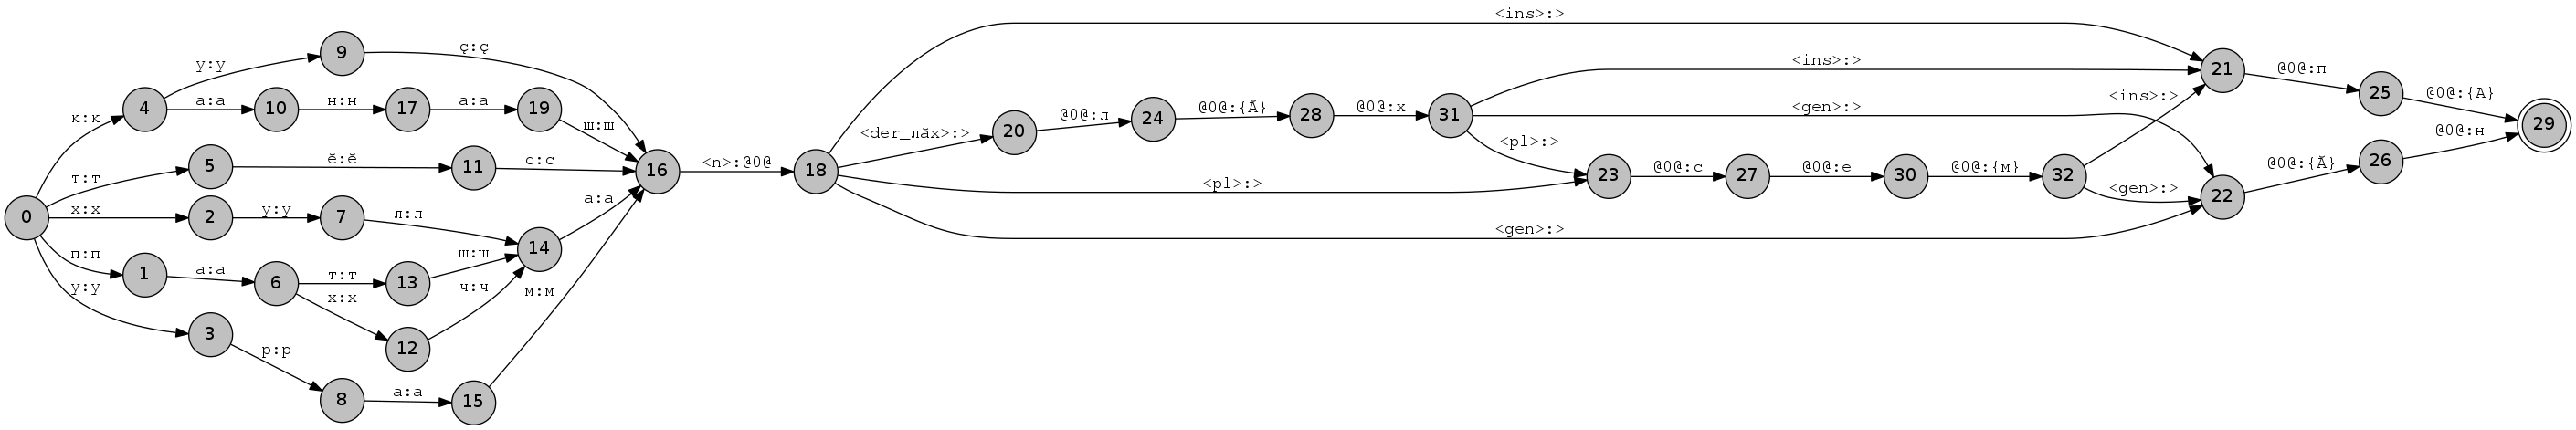 <ins>:>
ҫ:ҫ
9
у:у
<ins>:>
21
@0@:п
к:к
4
а:а
10
н:н
17
а:а
19
@0@:л
24
@0@:{Ă}
28
@0@:х
31
<gen>:>
<ins>:>
25
@0@:{А}
ш:ш
<der_лӑх>:>
20
<pl>:>
29
т:т
5
ӗ:ӗ
11
с:с
16
<n>:@0@
18
<pl>:>
23
@0@:с
27
@0@:е
30
@0@:{м}
32
<gen>:>
22
@0@:{Ă}
26
@0@:н
0
х:х
2
у:у
7
л:л
14
а:а
<gen>:>
п:п
1
а:а
6
т:т
13
ш:ш
у:у
х:х
12
ч:ч
м:м
3
р:р
8
а:а
15